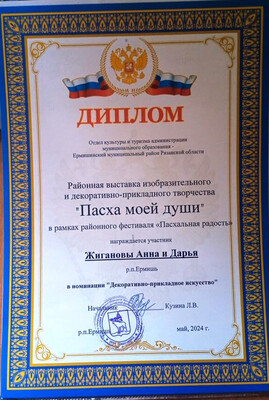 ДИПЛОМ
Отдел культуры и туризма администрации
муниципального образования -
Ермишинский муниципальный район Рязанской области
Районная выставка изобразительного
и декоративно-прикладного творчества
"Пасха моей души"
в рамках районного фестиваля «Пасхальная радость»
награждается участник
Жигановы Анна и Дарья
р.п.Ермишь
в номинации "Декоративно-прикладное искусство"
Начальник Кузина Л.В.
р.п.Ермишь май, 2024 г.